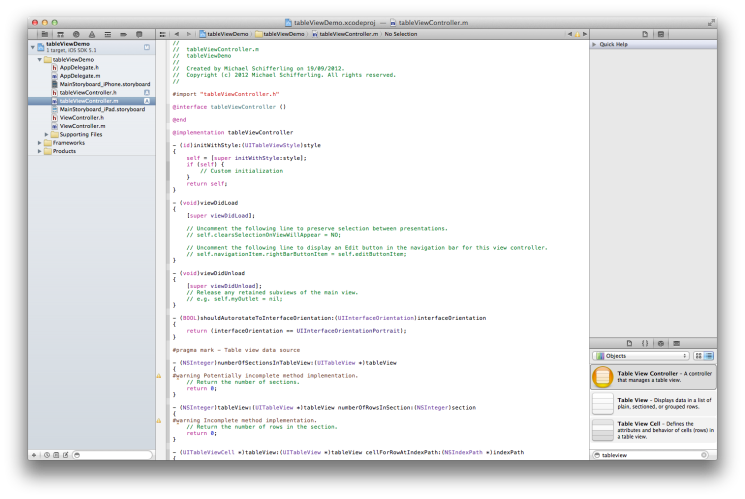 tableViewDemo.xcodeproj — tableViewController.m
tableViewDemo
tableViewDemo
tableViewController.m
No Selection
tableViewDemo
1 target, iOS SDK 5.1
tableViewDemo
AppDelegate.h
AppDelegate.m
MainStoryboard_iPhone.storyboard
tableViewController.h
A
tableViewController.m
A
MainStoryboard_iPad.storyboard
ViewController.h
ViewController.m
Supporting Files
Frameworks
Products
//
//  tableViewController.m
//  tableViewDemo
//
//  Created by Michael Schifferling on 19/09/2012.
//  Copyright (c) 2012 Michael Schifferling. All rights reserved.
//
#import "tableViewController.h"
@interface tableViewController ()
@end
@implementation tableViewController
- (id)initWithStyle:(UITableViewStyle)style
{
    self = [super initWithStyle:style];
    if (self) {
        // Custom initialization
    }
    return self;
}
- (void)viewDidLoad
{
    [super viewDidLoad];
    // Uncomment the following line to preserve selection between presentations.
    // self.clearsSelectionOnViewWillAppear = NO;
    // Uncomment the following line to display an Edit button in the navigation bar for this view controller.
    // self.navigationItem.rightBarButtonItem = self.editButtonItem;
}
- (void)viewDidUnload
{
    [super viewDidUnload];
    // Release any retained subviews of the main view.
    // e.g. self.myOutlet = nil;
}
- (BOOL)shouldAutorotateToInterfaceOrientation:(UIInterfaceOrientation)interfaceOrientation
{
    return (interfaceOrientation == UIInterfaceOrientationPortrait);
}
#pragma mark - Table view data source
- (NSInteger)numberOfSectionsInTableView:(UITableView *)tableView
{
#warning Potentially incomplete method implementation.
    // Return the number of sections.
    return 0;
}
- (NSInteger)tableView:(UITableView *)tableView numberOfRowsInSection:(NSInteger)section
{
#warning Incomplete method implementation.
    // Return the number of rows in the section.
    return 0;
}
- (UITableViewCell *)tableView:(UITableView *)tableView cellForRowAtIndexPath:(NSIndexPath *)indexPath
{
Quick Help
Objects
Table View Controller – A controller
that manages a table view.
Table View – Displays data in a list of
plain, sectioned, or grouped rows.
Table View Cell – Defines the
attributes and behavior of cells (rows) in
a table view.
tableview